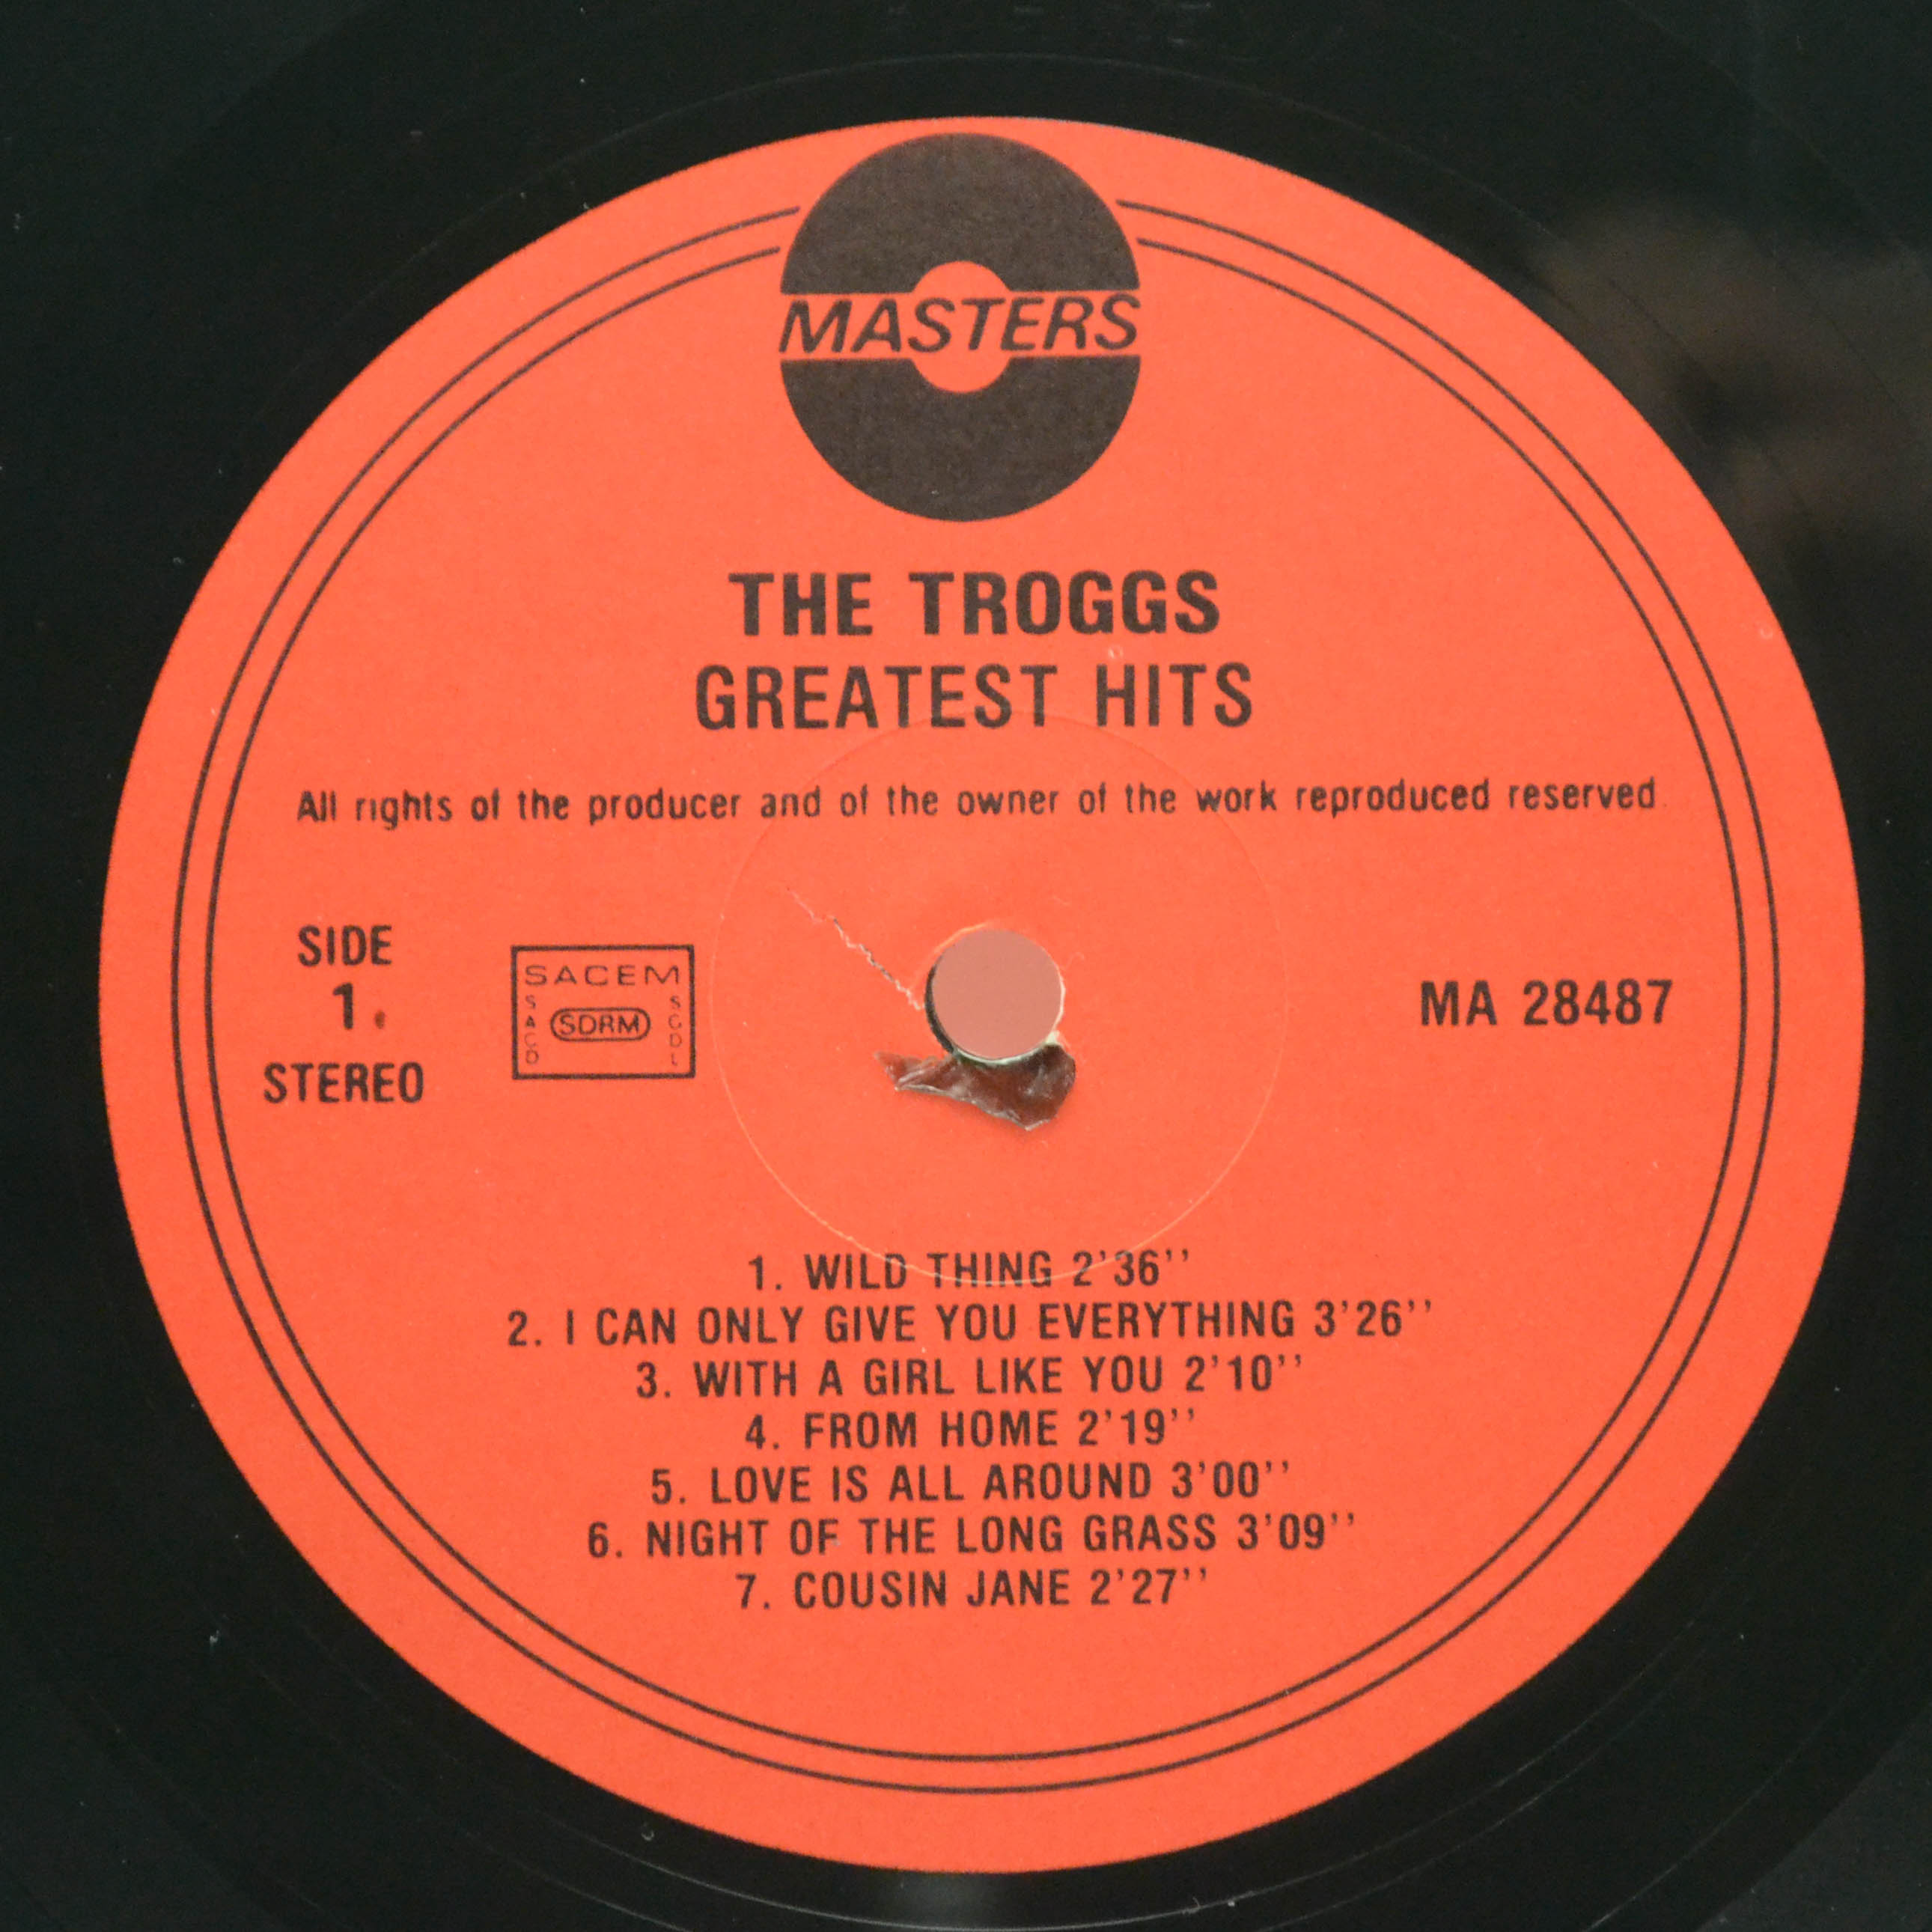 MASTERS
THE TROGGS
GREATEST HITS
All rights of the producer and of the owner of the work reproduced reserved.
SIDE
1.
STEREO
SACEM
SACD
SDRM
SGDL
MA 28487
1. WILD THING 2'36''
2. I CAN ONLY GIVE YOU EVERYTHING 3'26''
3. WITH A GIRL LIKE YOU 2'10''
4. FROM HOME 2'19''
5. LOVE IS ALL AROUND 3'00''
6. NIGHT OF THE LONG GRASS 3'09''
7. COUSIN JANE 2'27''